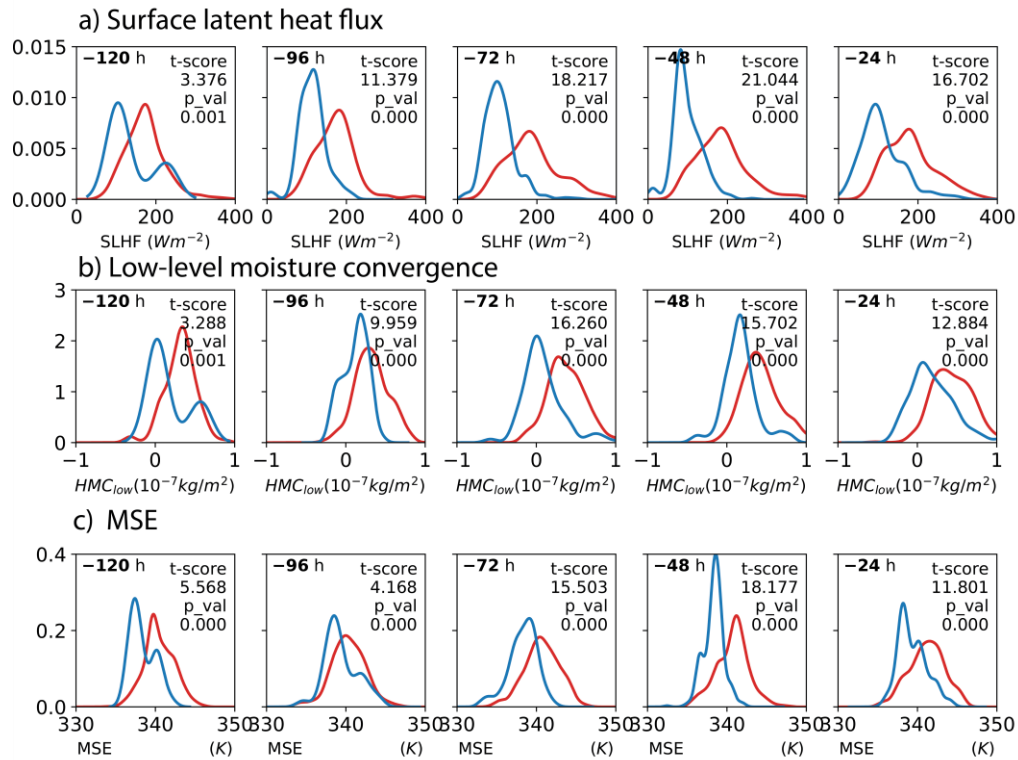 a) Surface latent heat flux
0.015 0.010 0.005 0.000
−120 h t-score 3.376 p_val 0.001
−96 h t-score 11.379 p_val 0.000
−72 h t-score 18.217 p_val 0.000
−48 h t-score 21.044 p_val 0.000
−24 h t-score 16.702 p_val 0.000
0 200 400 0 200 400 0 200 400 0 200 400 0 200 400
SLHF (Wm⁻²) SLHF (Wm⁻²) SLHF (Wm⁻²) SLHF (Wm⁻²) SLHF (Wm⁻²)
b) Low-level moisture convergence
3 2 1 0
−120 h t-score 3.288 p_val 0.001
−96 h t-score 9.959 p_val 0.000
−72 h t-score 16.260 p_val 0.000
−48 h t-score 15.702 p_val 0.000
−24 h t-score 12.884 p_val 0.000
−1 0 1 −1 0 1 −1 0 1 −1 0 1 −1 0 1
HMC_low(10⁻⁷kg/m²) HMC_low(10⁻⁷kg/m²) HMC_low(10⁻⁷kg/m²) HMC_low(10⁻⁷kg/m²) HMC_low(10⁻⁷kg/m²)
c) MSE
0.4 0.2 0.0
−120 h t-score 5.568 p_val 0.000
−96 h t-score 4.168 p_val 0.000
−72 h t-score 15.503 p_val 0.000
−48 h t-score 18.177 p_val 0.000
−24 h t-score 11.801 p_val 0.000
330 340 350 330 340 350 330 340 350 330 340 350 330 340 350
MSE (K) MSE (K) MSE (K) MSE (K) MSE (K)